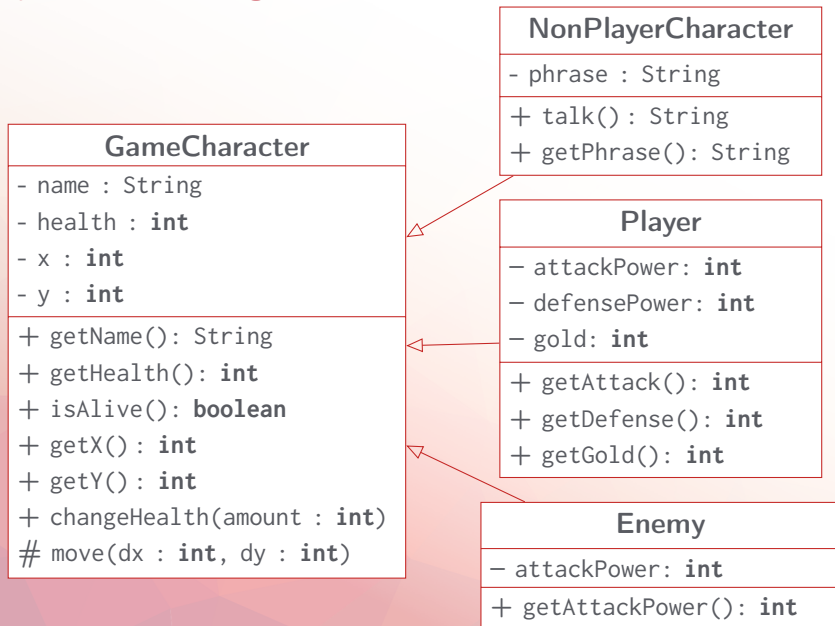 GameCharacter
- name : String
- health : int
- x : int
- y : int
+ getName(): String
+ getHealth(): int
+ isAlive(): boolean
+ getX() : int
+ getY() : int
+ changeHealth(amount : int)
# move(dx : int, dy : int)
NonPlayerCharacter
- phrase : String
+ talk() : String
+ getPhrase(): String
Player
– attackPower: int
– defensePower: int
– gold: int
+ getAttack(): int
+ getDefense(): int
+ getGold(): int
Enemy
– attackPower: int
+ getAttackPower(): int